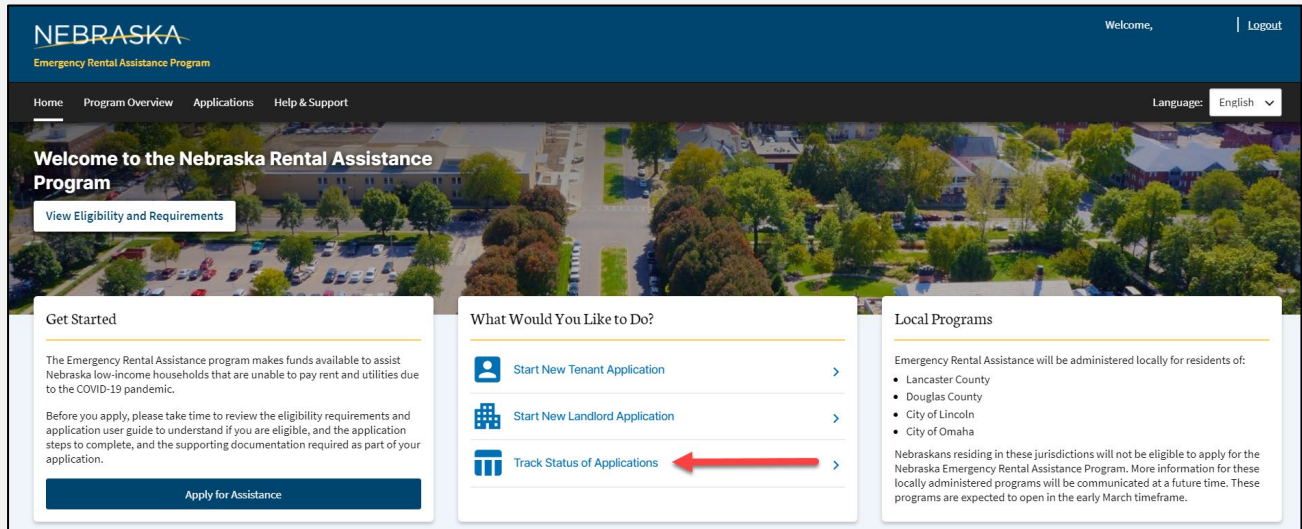 NEBRASKA
Emergency Rental Assistance Program
Welcome,
Logout
Home Program Overview Applications Help & Support
Language: English
Welcome to the Nebraska Rental Assistance
Program
View Eligibility and Requirements
Get Started
The Emergency Rental Assistance program makes funds available to assist
Nebraska low-income households that are unable to pay rent and utilities due
to the COVID-19 pandemic.
Before you apply, please take time to review the eligibility requirements and
application user guide to understand if you are eligible, and the application
steps to complete, and the supporting documentation required as part of your
application.
Apply for Assistance
What Would You Like to Do?
Start New Tenant Application
Start New Landlord Application
Track Status of Applications
Local Programs
Emergency Rental Assistance will be administered locally for residents of:
• Lancaster County
• Douglas County
• City of Lincoln
• City of Omaha
Nebraskans residing in these jurisdictions will not be eligible to apply for the
Nebraska Emergency Rental Assistance Program. More information for these
locally administered programs will be communicated at a future time. These
programs are expected to open in the early March timeframe.